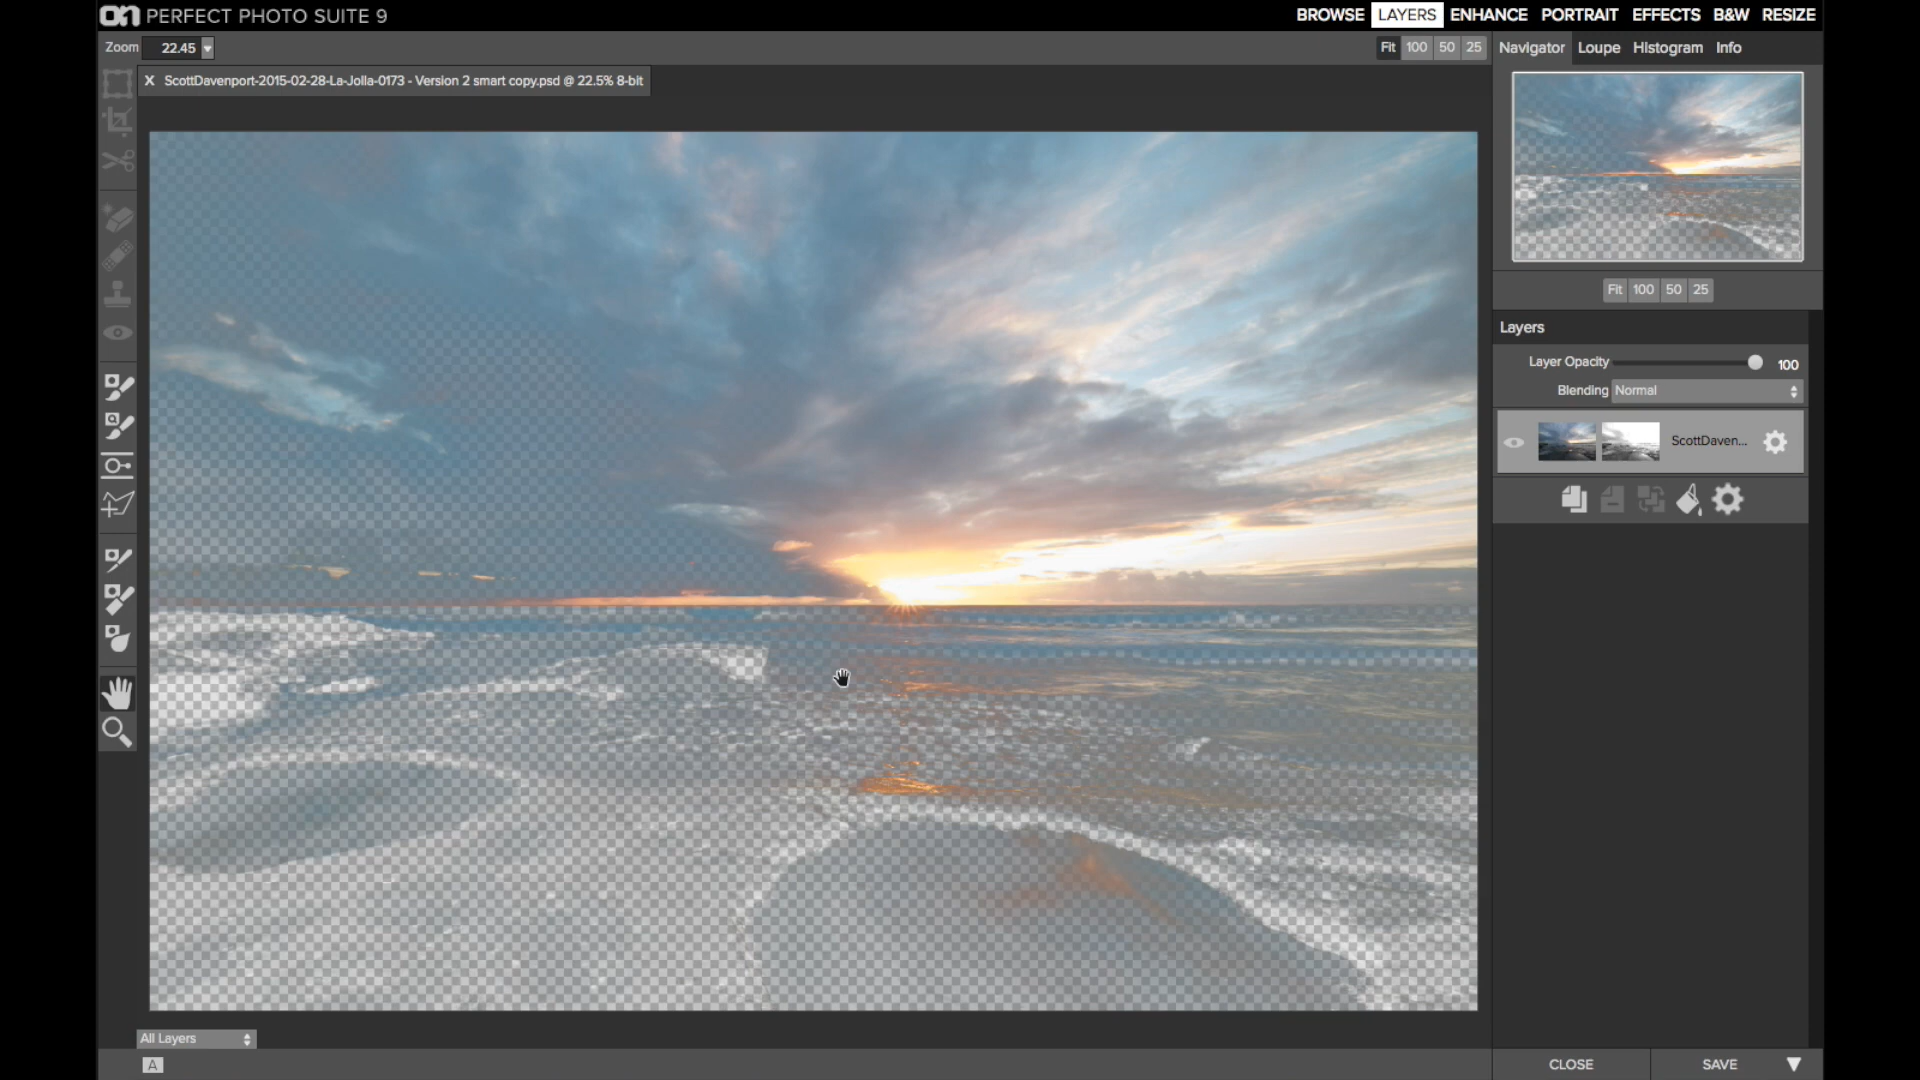 on PERFECT PHOTO SUITE 9
BROWSE LAYERS ENHANCE PORTRAIT EFFECTS B&W RESIZE
Zoom 22.45
Fit 100 50 25
Navigator Loupe Histogram Info
X ScottDavenport-2015-02-28-La-Jolla-0173 - Version 2 smart copy.psd @ 22.5% 8-bit
Fit 100 50 25
Layers
Layer Opacity 100
Blending Normal
ScottDaven...
All Layers
A
CLOSE SAVE